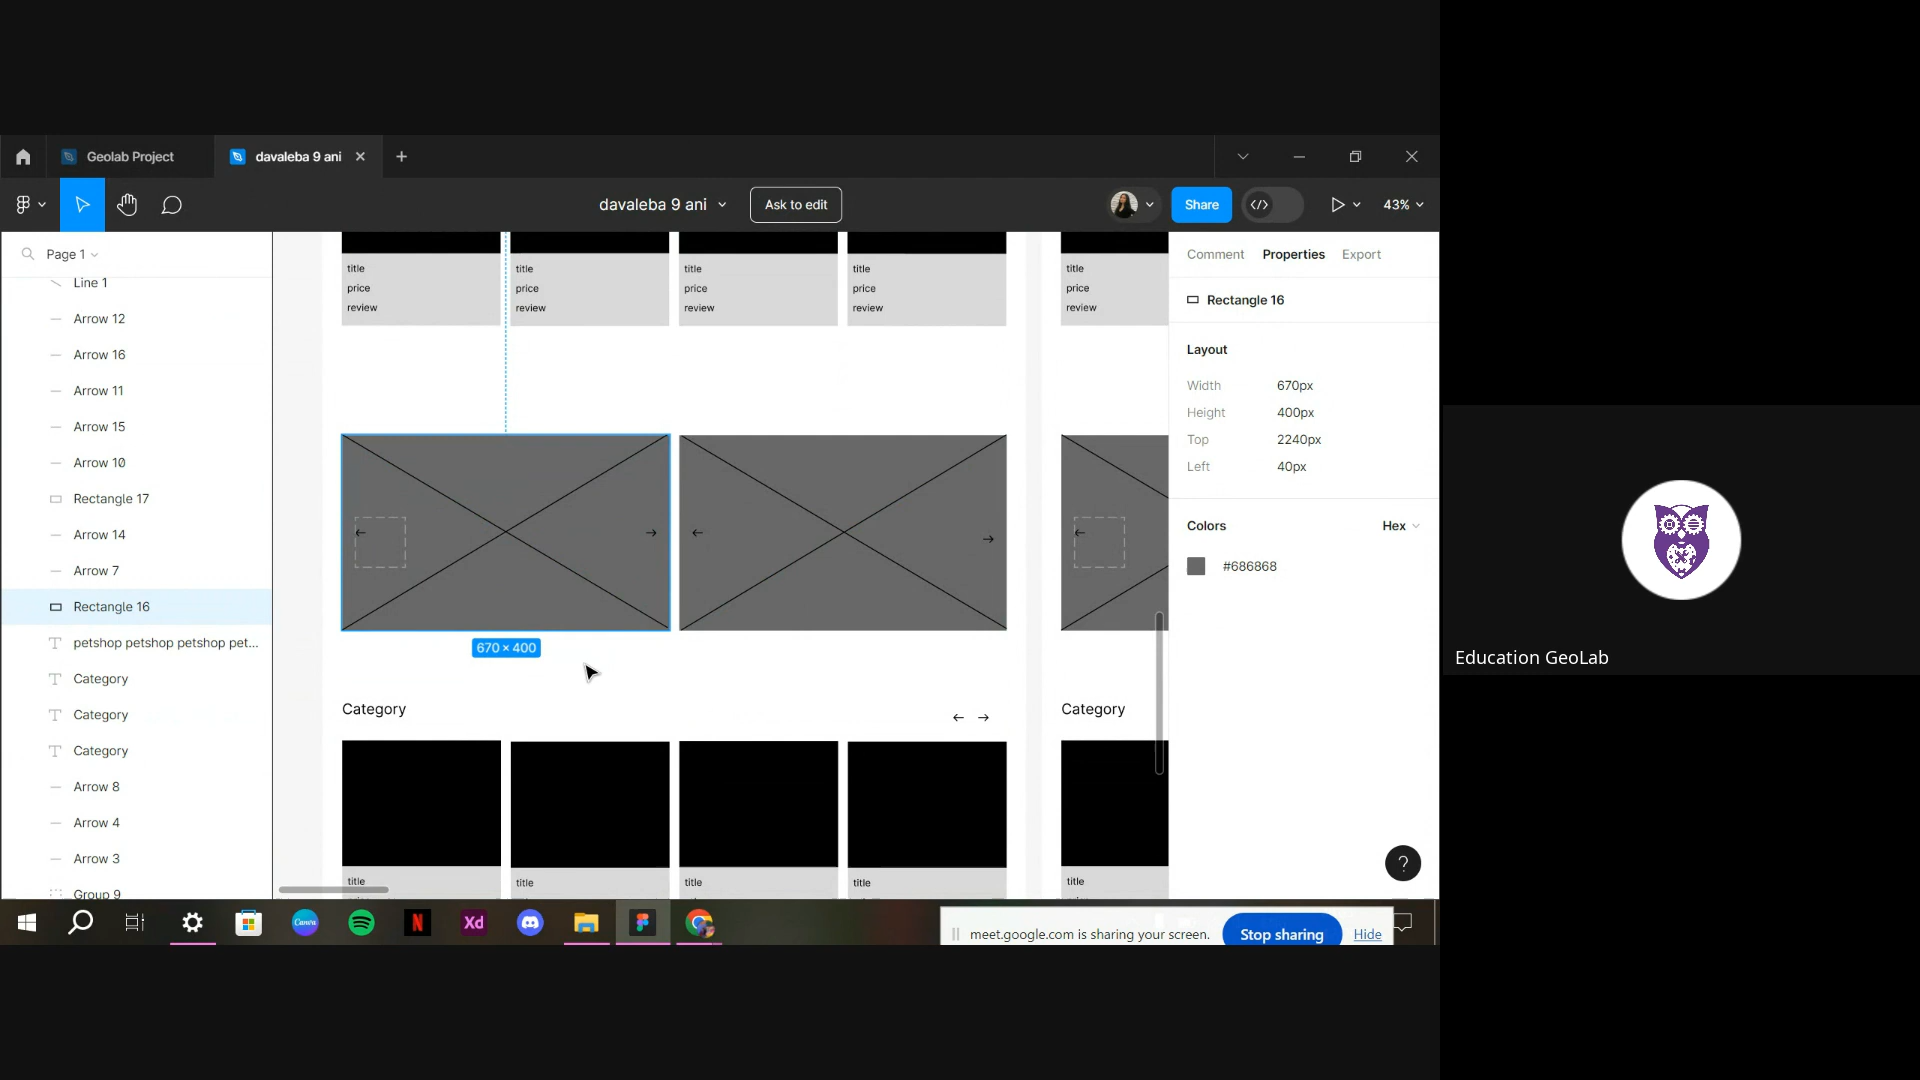 Geolab Project
davaleba 9 ani
davaleba 9 ani
Ask to edit
Share
43%
Page 1
Line 1
Arrow 12
Arrow 16
Arrow 11
Arrow 15
Arrow 10
Rectangle 17
Arrow 14
Arrow 7
Rectangle 16
petshop petshop petshop pet...
Category
Category
Category
Arrow 8
Arrow 4
Arrow 3
Group 9
title
price
review
title
price
review
title
price
review
title
price
review
title
price
review
670 × 400
Category
Category
title
title
title
title
title
Comment
Properties
Export
Rectangle 16
Layout
Width 670px
Height 400px
Top 2240px
Left 40px
Colors
Hex
#686868
?
Canva
N
Xd
meet.google.com is sharing your screen.
Stop sharing
Hide
Education GeoLab